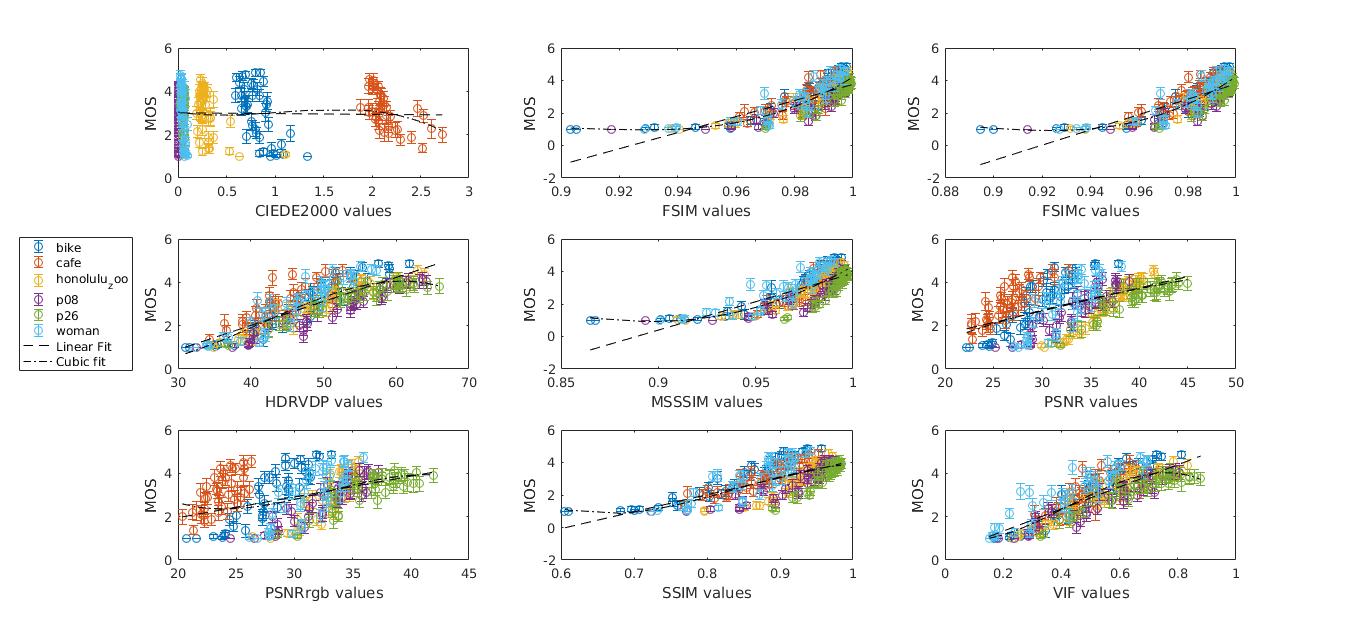 6
4
2
0
MOS
0 0.5 1 1.5 2 2.5 3
CIEDE2000 values
6
4
2
0
-2
MOS
0.9 0.92 0.94 0.96 0.98 1
FSIM values
6
4
2
0
-2
MOS
0.88 0.9 0.92 0.94 0.96 0.98 1
FSIMc values
bike
cafe
honolulu_zoo
p08
p26
woman
Linear Fit
Cubic fit
6
4
2
0
MOS
30 40 50 60 70
HDRVDP values
6
4
2
0
-2
MOS
0.85 0.9 0.95 1
MSSSIM values
6
4
2
0
MOS
20 25 30 35 40 45 50
PSNR values
6
4
2
0
MOS
20 25 30 35 40 45
PSNRrgb values
6
4
2
0
-2
MOS
0.6 0.7 0.8 0.9 1
SSIM values
6
4
2
0
MOS
0 0.2 0.4 0.6 0.8 1
VIF values